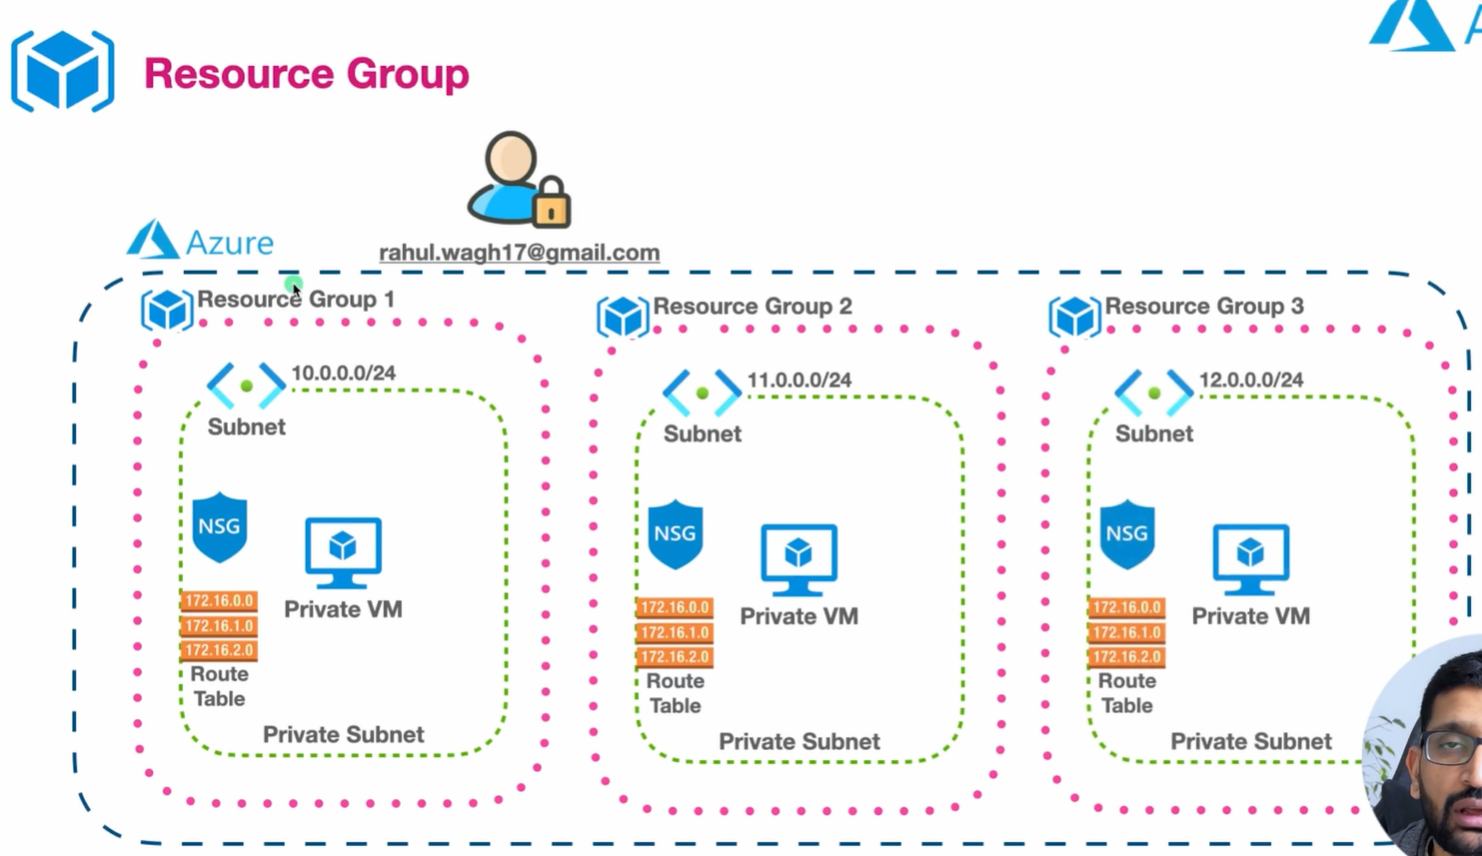 Resource Group
Azure
rahul.wagh17@gmail.com
Resource Group 1
10.0.0.0/24
Subnet
NSG
172.16.0.0
172.16.1.0
172.16.2.0
Route
Table
Private VM
Private Subnet
Resource Group 2
11.0.0.0/24
Subnet
NSG
172.16.0.0
172.16.1.0
172.16.2.0
Route
Table
Private VM
Private Subnet
Resource Group 3
12.0.0.0/24
Subnet
NSG
172.16.0.0
172.16.1.0
172.16.2.0
Route
Table
Private VM
Private Subnet